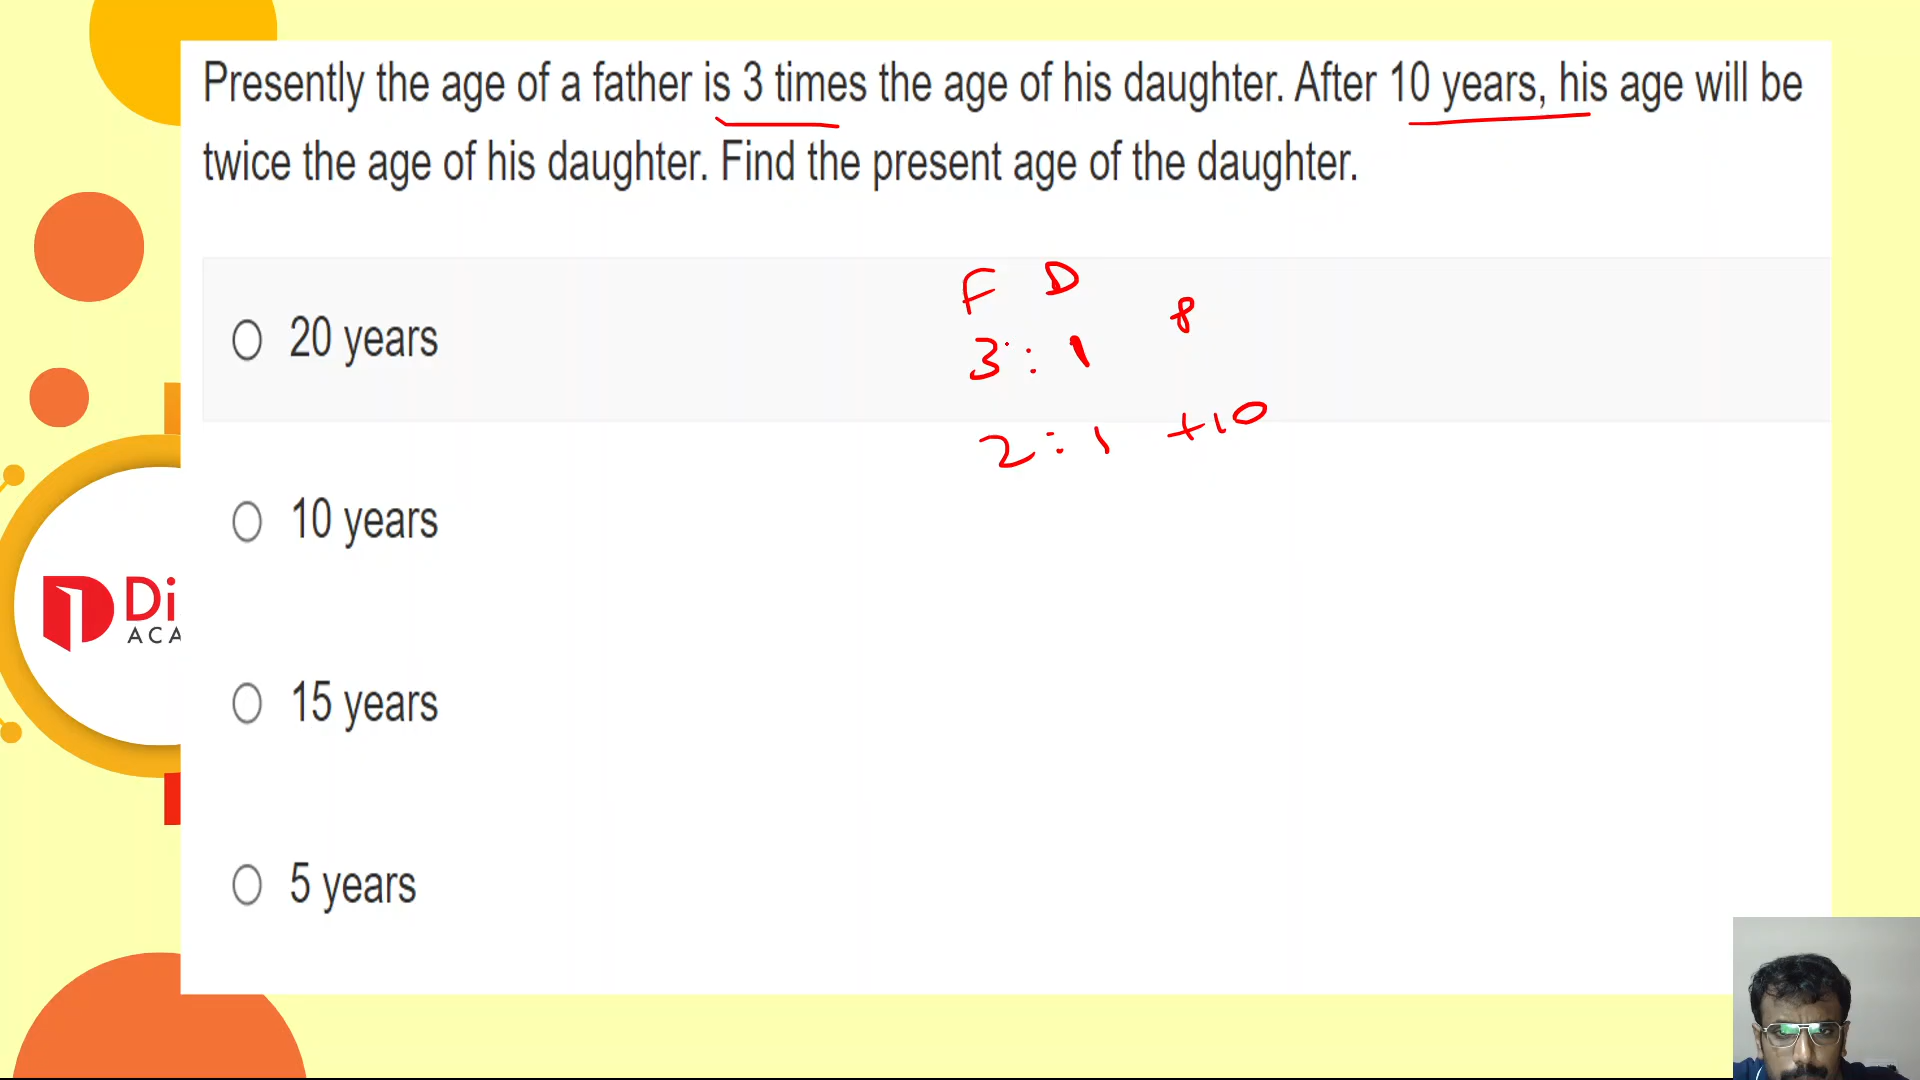 Presently the age of a father is 3 times the age of his daughter. After 10 years, his age will be
twice the age of his daughter. Find the present age of the daughter.
F D
3 : 1
2 : 1 +10
20 years
10 years
15 years
5 years
Di
ACA